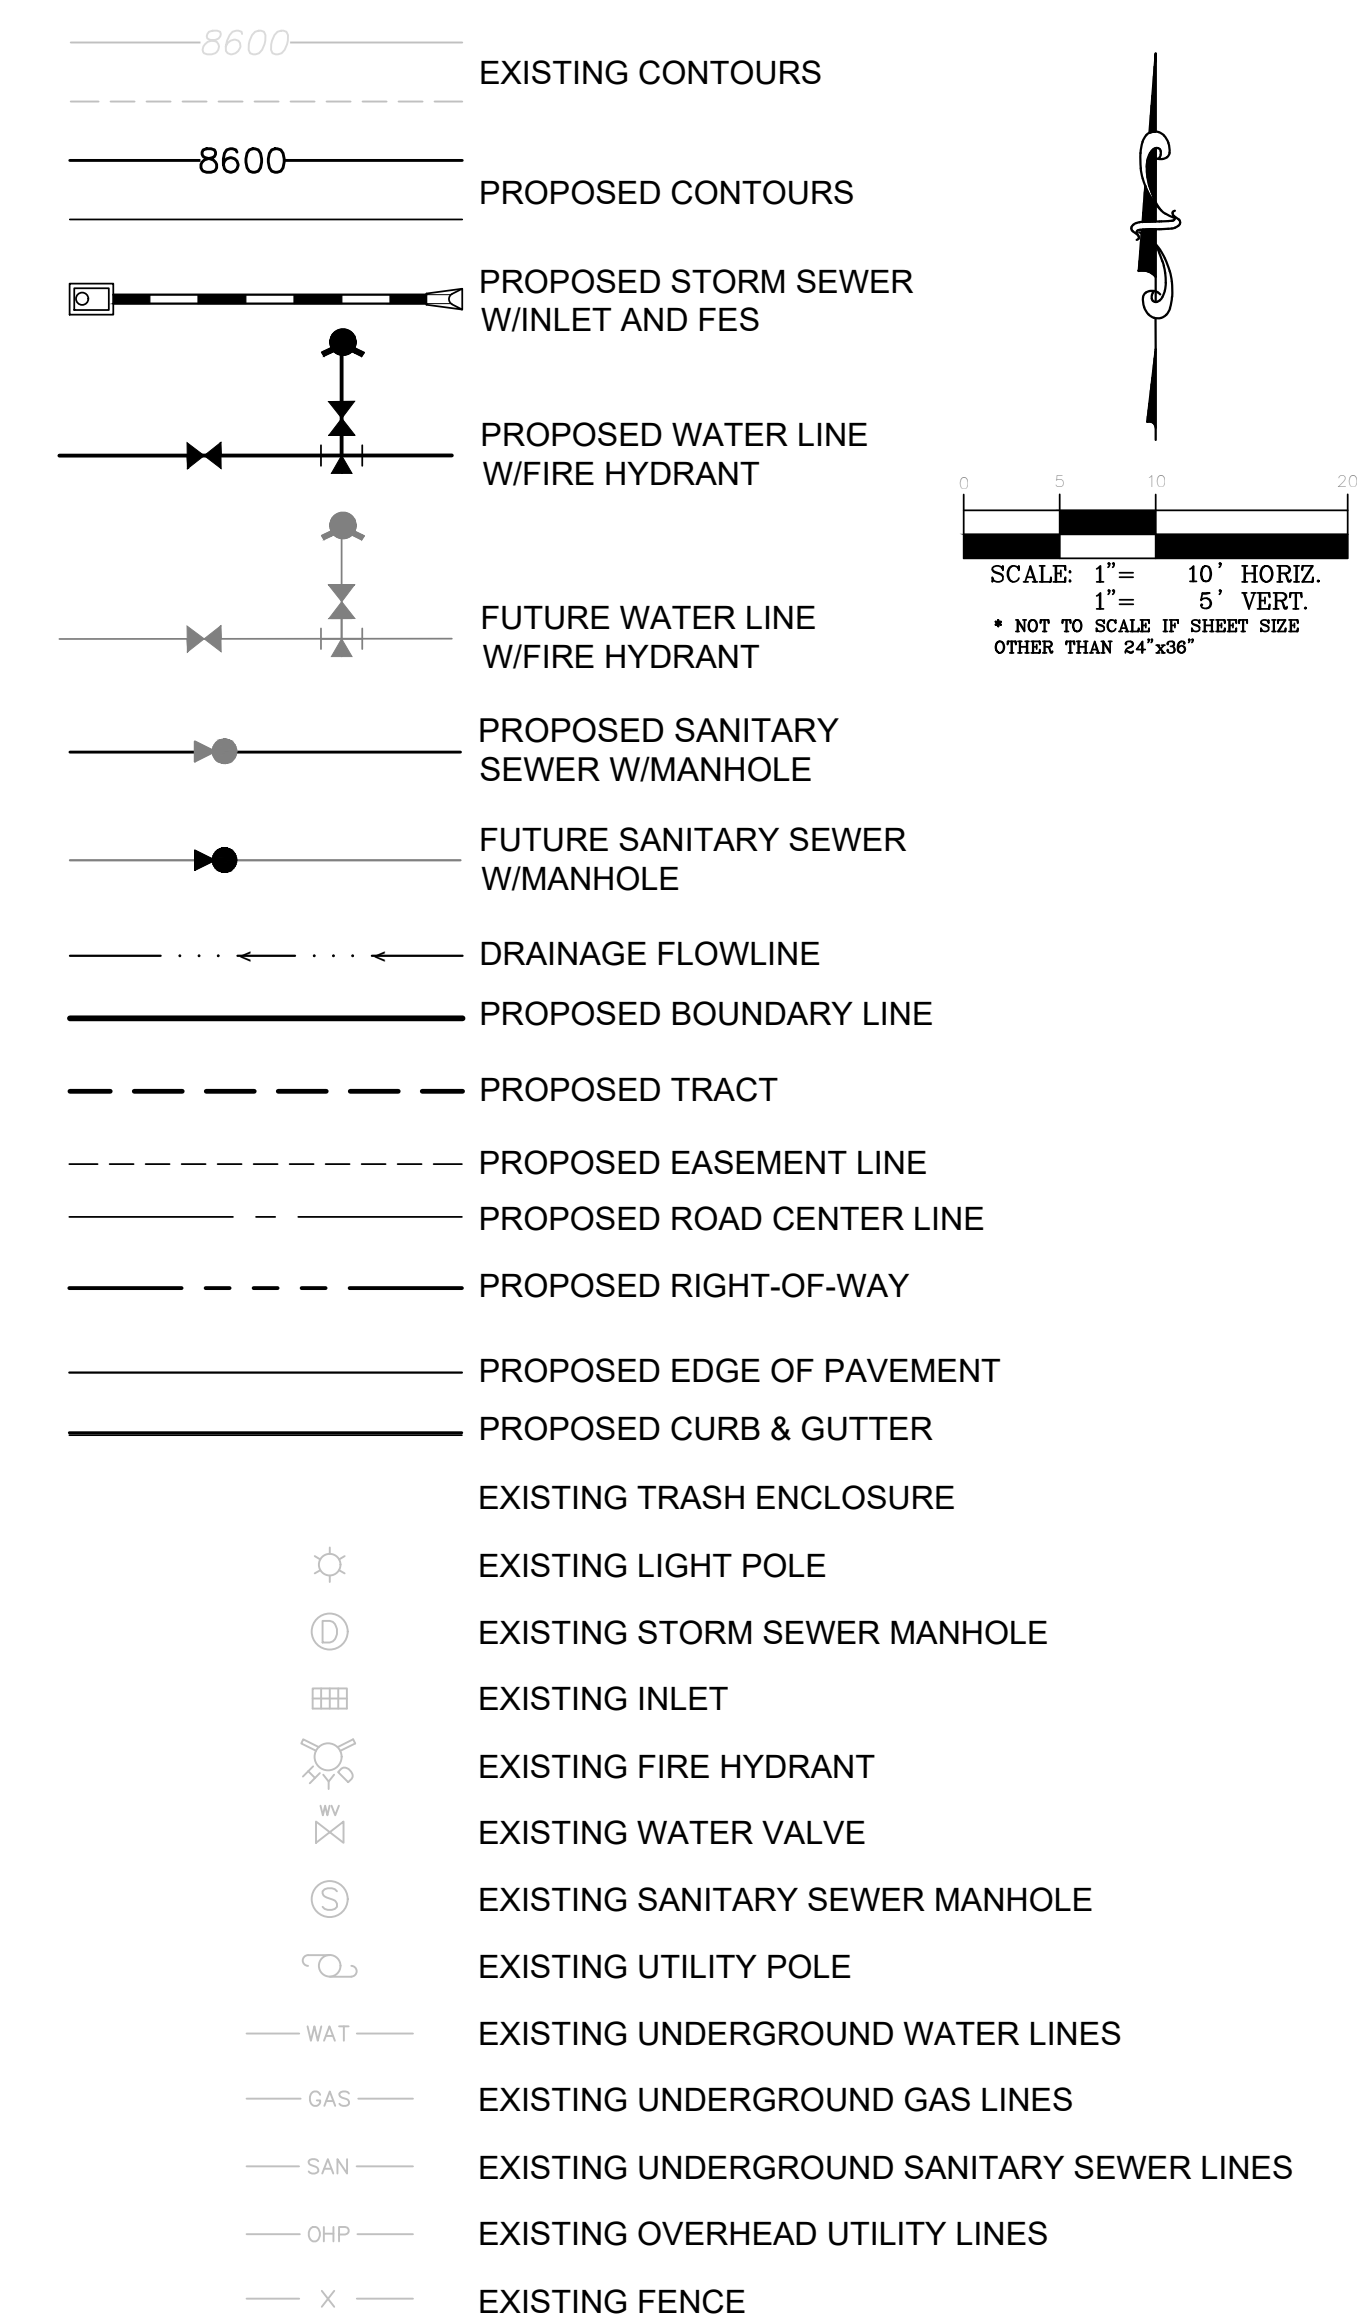 8600
EXISTING CONTOURS
8600
PROPOSED CONTOURS
PROPOSED STORM SEWER
W/INLET AND FES
PROPOSED WATER LINE
W/FIRE HYDRANT
0 5 10 20
SCALE: 1"= 10' HORIZ.
1"= 5' VERT.
* NOT TO SCALE IF SHEET SIZE
OTHER THAN 24"x36"
FUTURE WATER LINE
W/FIRE HYDRANT
PROPOSED SANITARY
SEWER W/MANHOLE
FUTURE SANITARY SEWER
W/MANHOLE
DRAINAGE FLOWLINE
PROPOSED BOUNDARY LINE
PROPOSED TRACT
PROPOSED EASEMENT LINE
PROPOSED ROAD CENTER LINE
PROPOSED RIGHT-OF-WAY
PROPOSED EDGE OF PAVEMENT
PROPOSED CURB & GUTTER
EXISTING TRASH ENCLOSURE
EXISTING LIGHT POLE
D EXISTING STORM SEWER MANHOLE
EXISTING INLET
HYD EXISTING FIRE HYDRANT
WV
EXISTING WATER VALVE
S EXISTING SANITARY SEWER MANHOLE
EXISTING UTILITY POLE
WAT EXISTING UNDERGROUND WATER LINES
GAS EXISTING UNDERGROUND GAS LINES
SAN EXISTING UNDERGROUND SANITARY SEWER LINES
OHP EXISTING OVERHEAD UTILITY LINES
X EXISTING FENCE